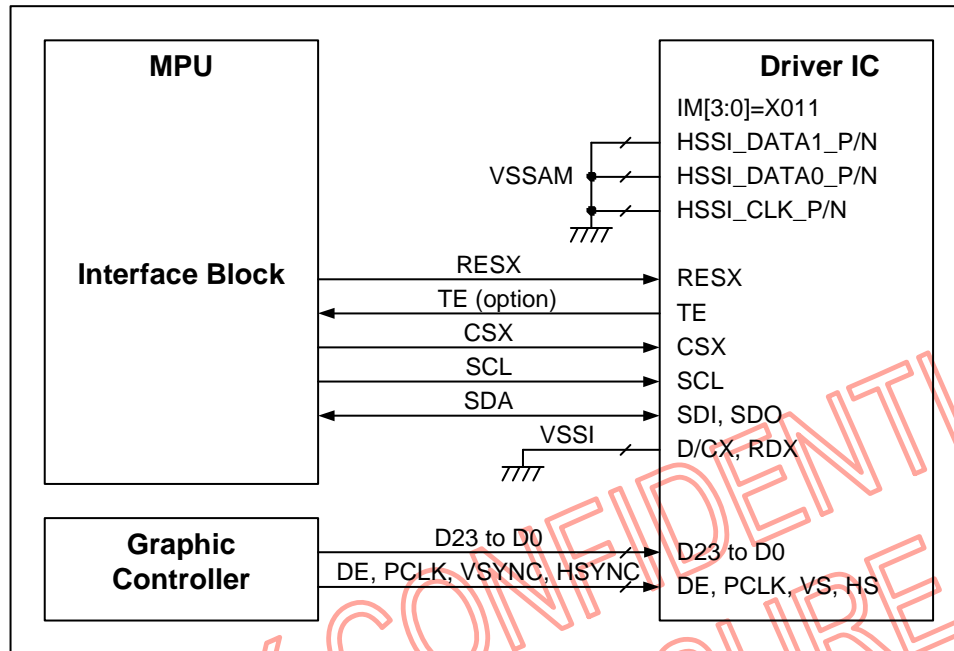 MPU
Interface Block
Driver IC
IM[3:0]=X011
HSSI_DATA1_P/N
VSSAM
HSSI_DATA0_P/N
HSSI_CLK_P/N
RESX
RESX
TE (option)
TE
CSX
CSX
SCL
SCL
SDA
SDI, SDO
VSSI
D/CX, RDX
Graphic
Controller
D23 to D0
D23 to D0
DE, PCLK, VSYNC, HSYNC
DE, PCLK, VS, HS
CONFIDENTI